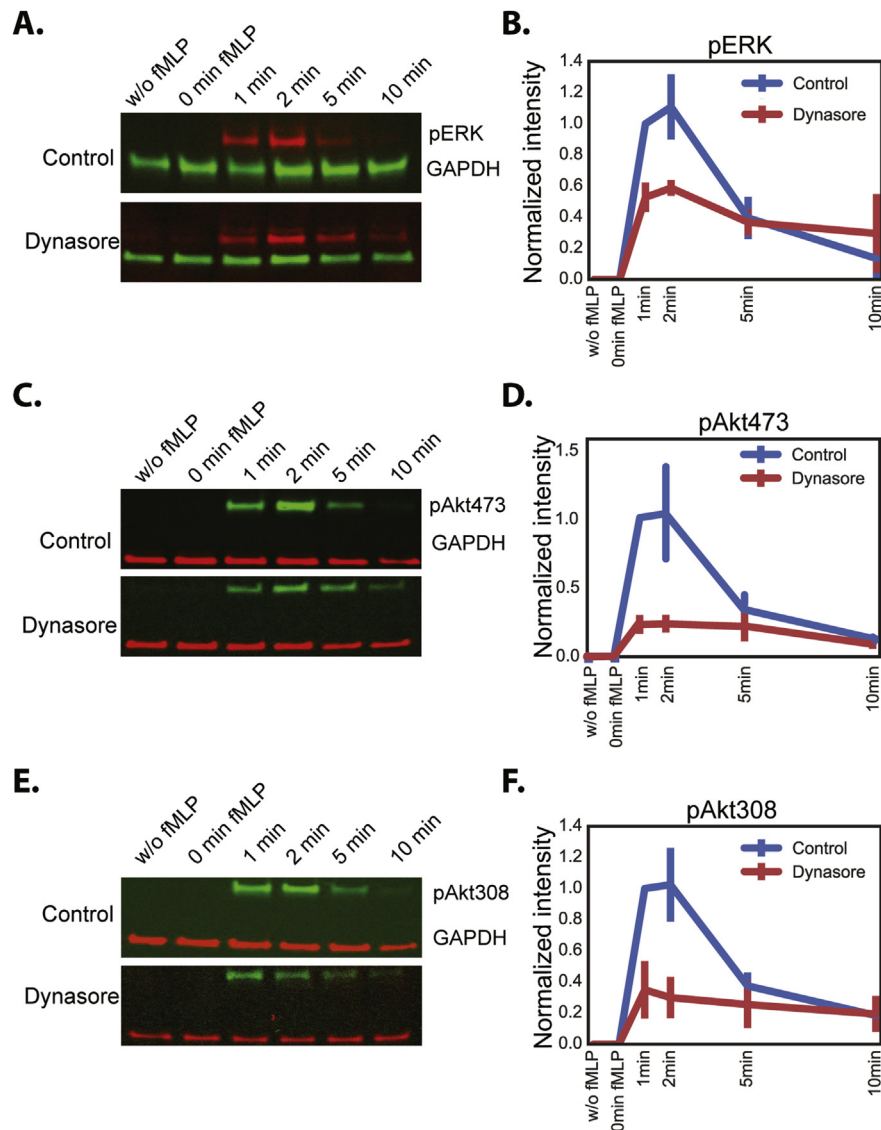 A.
w/o fMLP
0 min fMLP
1 min
2 min
5 min
10 min
Control
pERK
GAPDH
Dynasore
B.
pERK
Normalized intensity
1.4
1.2
1.0
0.8
0.6
0.4
0.2
0.0
Control
Dynasore
w/o fMLP
0min fMLP
1min
2min
5min
10min
C.
w/o fMLP
0 min fMLP
1 min
2 min
5 min
10 min
Control
pAkt473
GAPDH
Dynasore
D.
pAkt473
Normalized intensity
1.5
1.0
0.5
0.0
Control
Dynasore
w/o fMLP
0min fMLP
1min
2min
5min
10min
E.
w/o fMLP
0 min fMLP
1 min
2 min
5 min
10 min
Control
pAkt308
GAPDH
Dynasore
F.
pAkt308
Normalized intensity
1.4
1.2
1.0
0.8
0.6
0.4
0.2
0.0
Control
Dynasore
w/o fMLP
0min fMLP
1min
2min
5min
10min